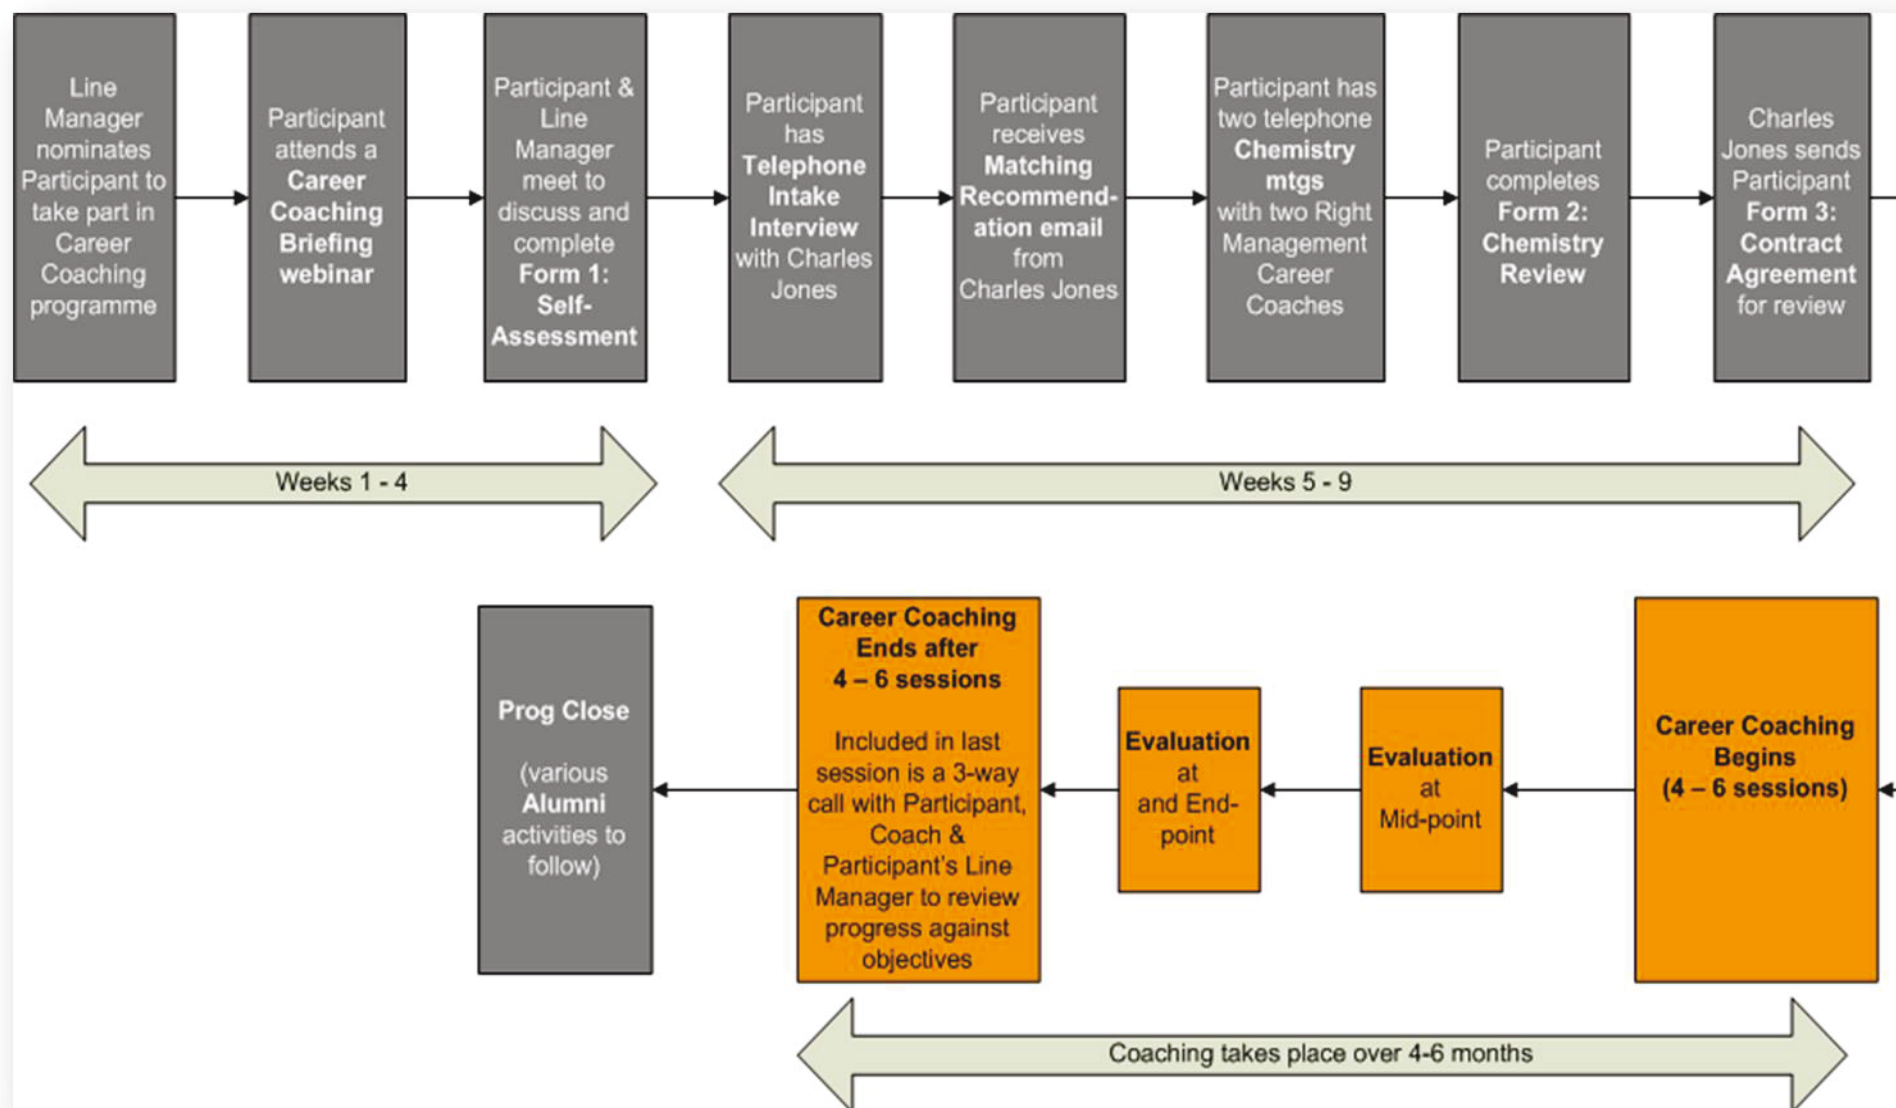 Line
Manager
nominates
Participant to
take part in
Career
Coaching
programme
Participant
attends a
Career
Coaching
Briefing
webinar
Participant &
Line
Manager
meet to
discuss and
complete
Form 1:
Self-
Assessment
Participant
has
Telephone
Intake
Interview
with Charles
Jones
Participant
receives
Matching
Recommend-
ation email
from
Charles Jones
Participant has
two telephone
Chemistry
mtgs
with two Right
Management
Career
Coaches
Participant
completes
Form 2:
Chemistry
Review
Charles
Jones sends
Participant
Form 3:
Contract
Agreement
for review
Weeks 1 - 4
Weeks 5 - 9
Career Coaching
Begins
(4 – 6 sessions)
Evaluation
at
Mid-point
Evaluation
at
and End-
point
Career Coaching
Ends after
4 – 6 sessions
Included in last
session is a 3-way
call with Participant,
Coach &
Participant's Line
Manager to review
progress against
objectives
Prog Close
(various
Alumni
activities to
follow)
Coaching takes place over 4-6 months